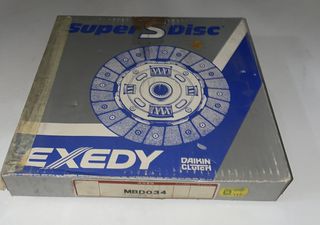 Super S Disc
EXEDY
DAIKIN
CLUTCH
MBD034